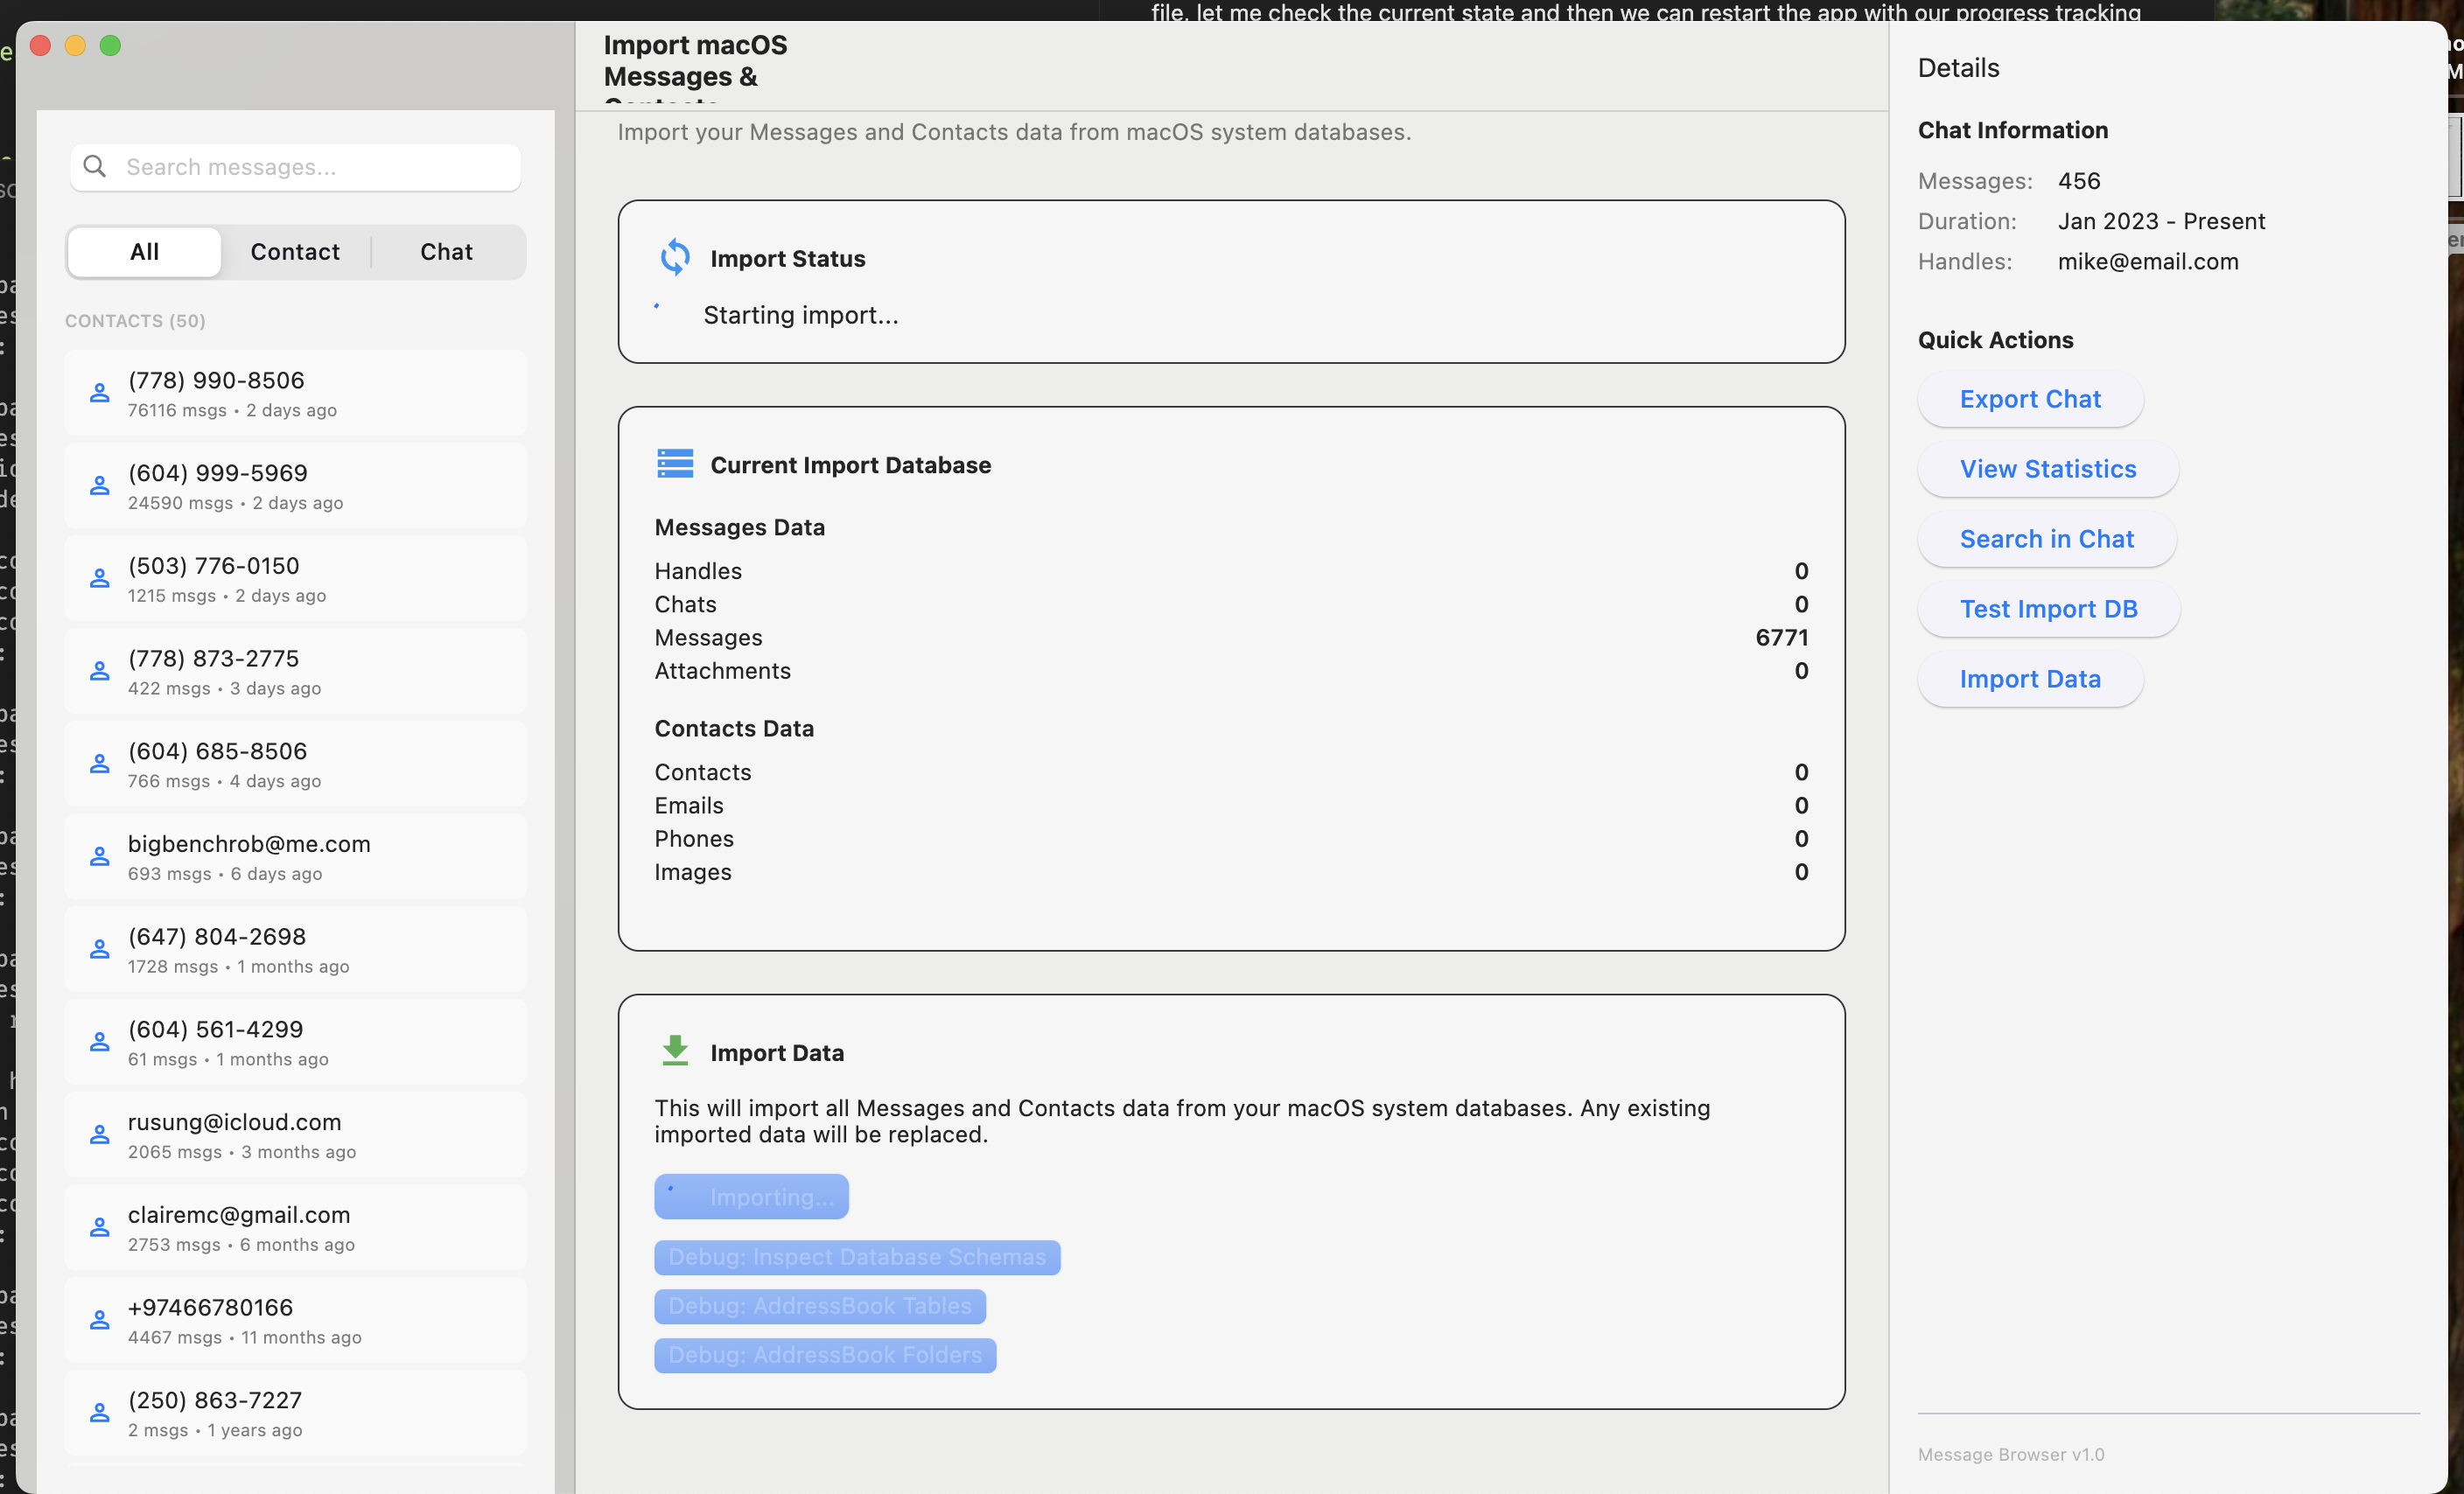 file, let me check the current state and then we can restart the app with our progress tracking
Import macOS
Messages &
Import your Messages and Contacts data from macOS system databases.
Search messages...
All
Contact
Chat
CONTACTS (50)
(778) 990-8506
76116 msgs • 2 days ago
(604) 999-5969
24590 msgs • 2 days ago
(503) 776-0150
1215 msgs • 2 days ago
(778) 873-2775
422 msgs • 3 days ago
(604) 685-8506
766 msgs • 4 days ago
bigbenchrob@me.com
693 msgs • 6 days ago
(647) 804-2698
1728 msgs • 1 months ago
(604) 561-4299
61 msgs • 1 months ago
rusung@icloud.com
2065 msgs • 3 months ago
clairemc@gmail.com
2753 msgs • 6 months ago
+97466780166
4467 msgs • 11 months ago
(250) 863-7227
2 msgs • 1 years ago
Import Status
Starting import...
Current Import Database
Messages Data
Handles 0
Chats 0
Messages 6771
Attachments 0
Contacts Data
Contacts 0
Emails 0
Phones 0
Images 0
Import Data
This will import all Messages and Contacts data from your macOS system databases. Any existing
imported data will be replaced.
Importing...
Debug: Inspect Database Schemas
Debug: AddressBook Tables
Debug: AddressBook Folders
Details
Chat Information
Messages: 456
Duration: Jan 2023 - Present
Handles: mike@email.com
Quick Actions
Export Chat
View Statistics
Search in Chat
Test Import DB
Import Data
Message Browser v1.0